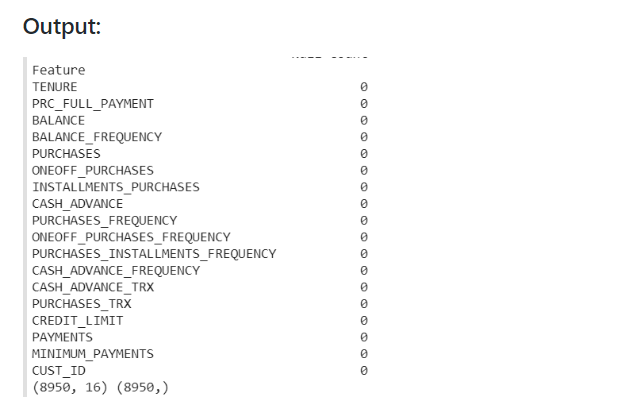 Output:
Feature
TENURE 0
PRC_FULL_PAYMENT 0
BALANCE 0
BALANCE_FREQUENCY 0
PURCHASES 0
ONEOFF_PURCHASES 0
INSTALLMENTS_PURCHASES 0
CASH_ADVANCE 0
PURCHASES_FREQUENCY 0
ONEOFF_PURCHASES_FREQUENCY 0
PURCHASES_INSTALLMENTS_FREQUENCY 0
CASH_ADVANCE_FREQUENCY 0
CASH_ADVANCE_TRX 0
PURCHASES_TRX 0
CREDIT_LIMIT 0
PAYMENTS 0
MINIMUM_PAYMENTS 0
CUST_ID 0
(8950, 16) (8950,)